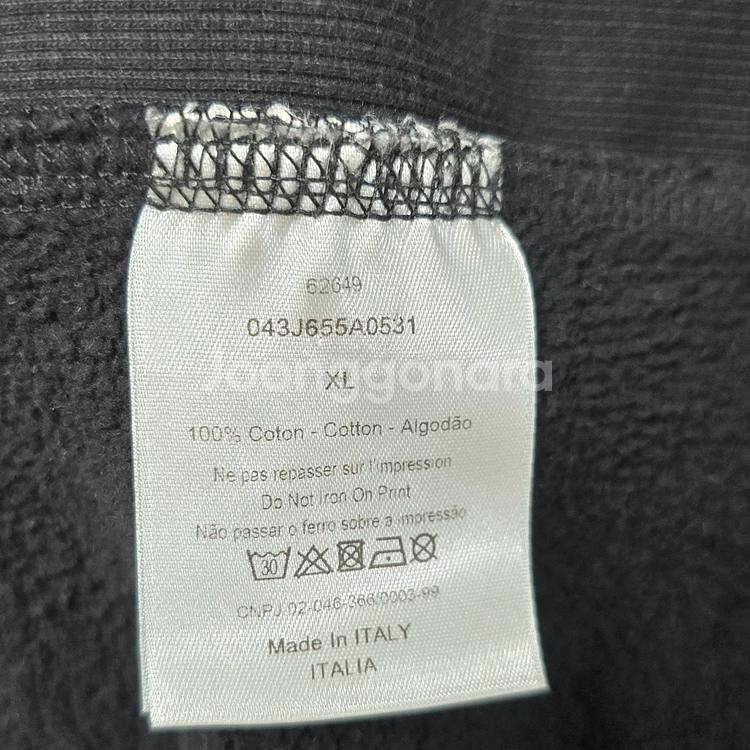 62649
043J655A0531
Joonggonara
XL
100% Coton - Cotton - Algodão
Ne pas repasser sur l'impression
Do Not Iron On Print
Não passar o ferro sobre a impressão
30
CNPJ 02-046-366/0003-99
Made In ITALY
ITALIA